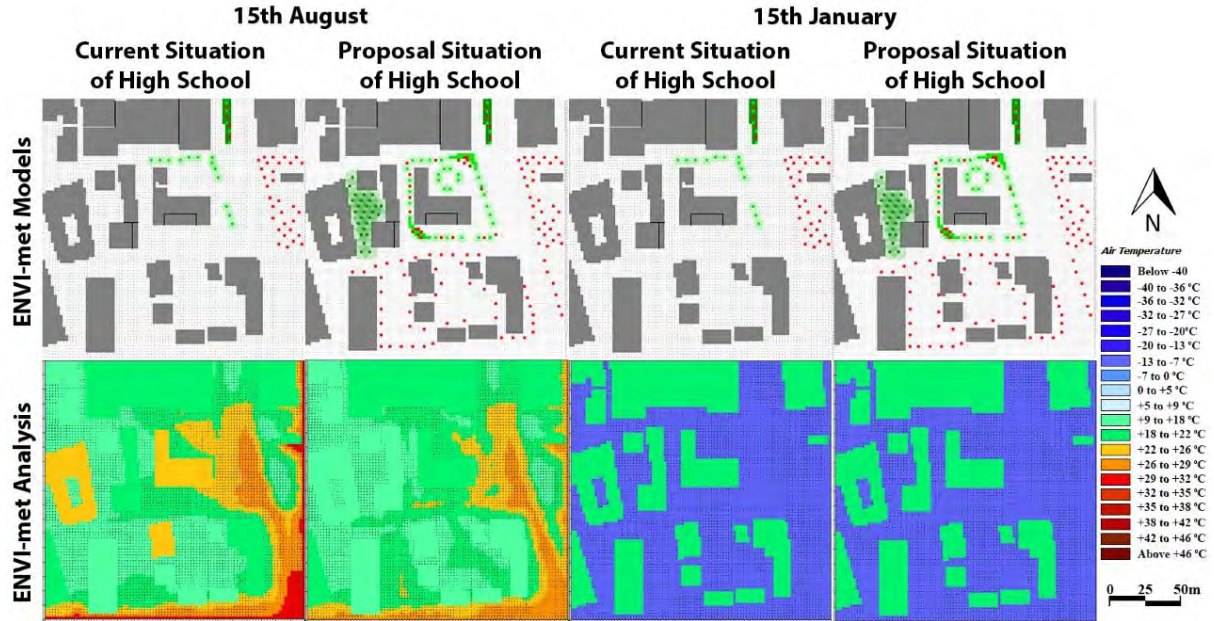 15th August
15th January
Current Situation
of High School
Proposal Situation
of High School
Current Situation
of High School
Proposal Situation
of High School
ENVI-met Models
ENVI-met Analysis
N
Air Temperature
Below -40
-40 to -36 °C
-36 to -32 °C
-32 to -27 °C
-27 to -20°C
-20 to -13 °C
-13 to -7 °C
-7 to 0 °C
0 to +5 °C
+5 to +9 °C
+9 to +18 °C
+18 to +22 °C
+22 to +26 °C
+26 to +29 °C
+29 to +32 °C
+32 to +35 °C
+35 to +38 °C
+38 to +42 °C
+42 to +46 °C
Above +46 °C
0 25 50m